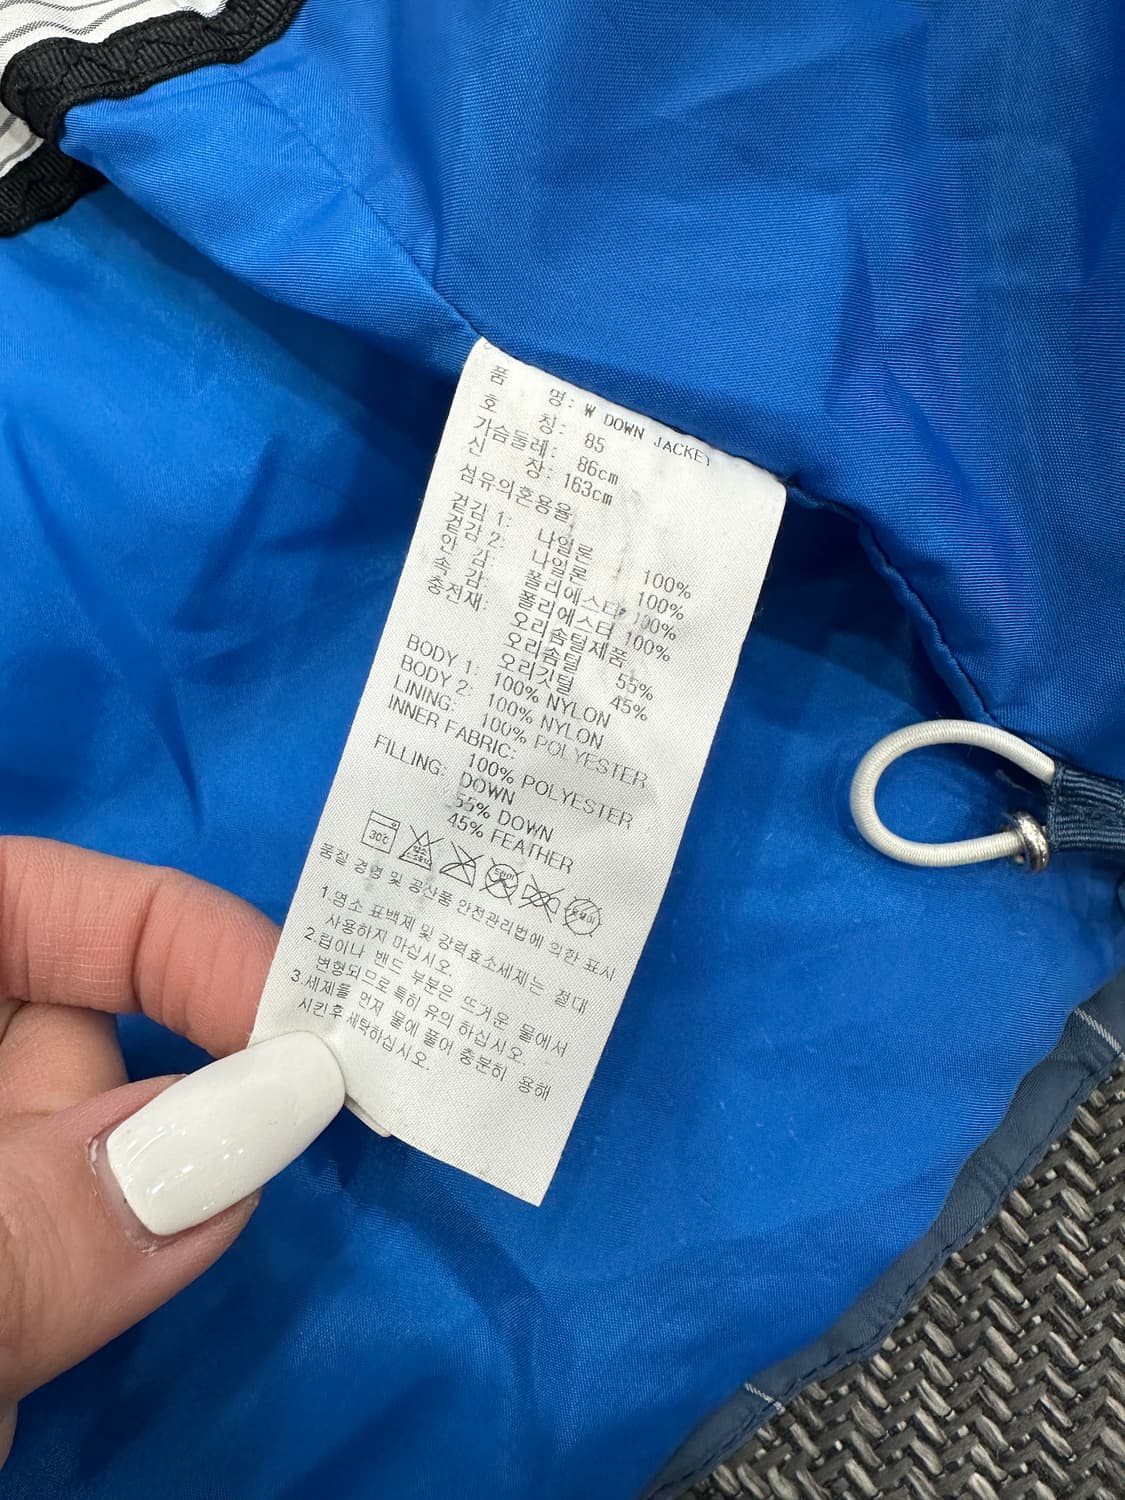 품 명: W DOWN JACKET
호 칭: 85
가슴둘레: 86cm
신 장: 163cm
섬유의혼용율
겉감 1: 나일론 100%
겉감 2: 나일론 100%
안 감: 폴리에스터 100%
속 감: 폴리에스터 100%
충전재: 오리솜털제품
오리솜털 55%
오리깃털 45%
BODY 1: 100% NYLON
BODY 2: 100% NYLON
LINING: 100% POLYESTER
INNER FABRIC:
100% POLYESTER
FILLING: DOWN
55% DOWN
45% FEATHER
30℃
품질 경영 및 공산품 안전관리법에 의한 표시
1.염소 표백제 및 강력효소세제는 절대
사용하지 마십시오.
2.립이나 밴드 부분은 뜨거운 물에서
변형되므로 특히 유의 하십시오.
3.세제를 먼저 물에 풀어 충분히 용해
시킨후 세탁하십시오.